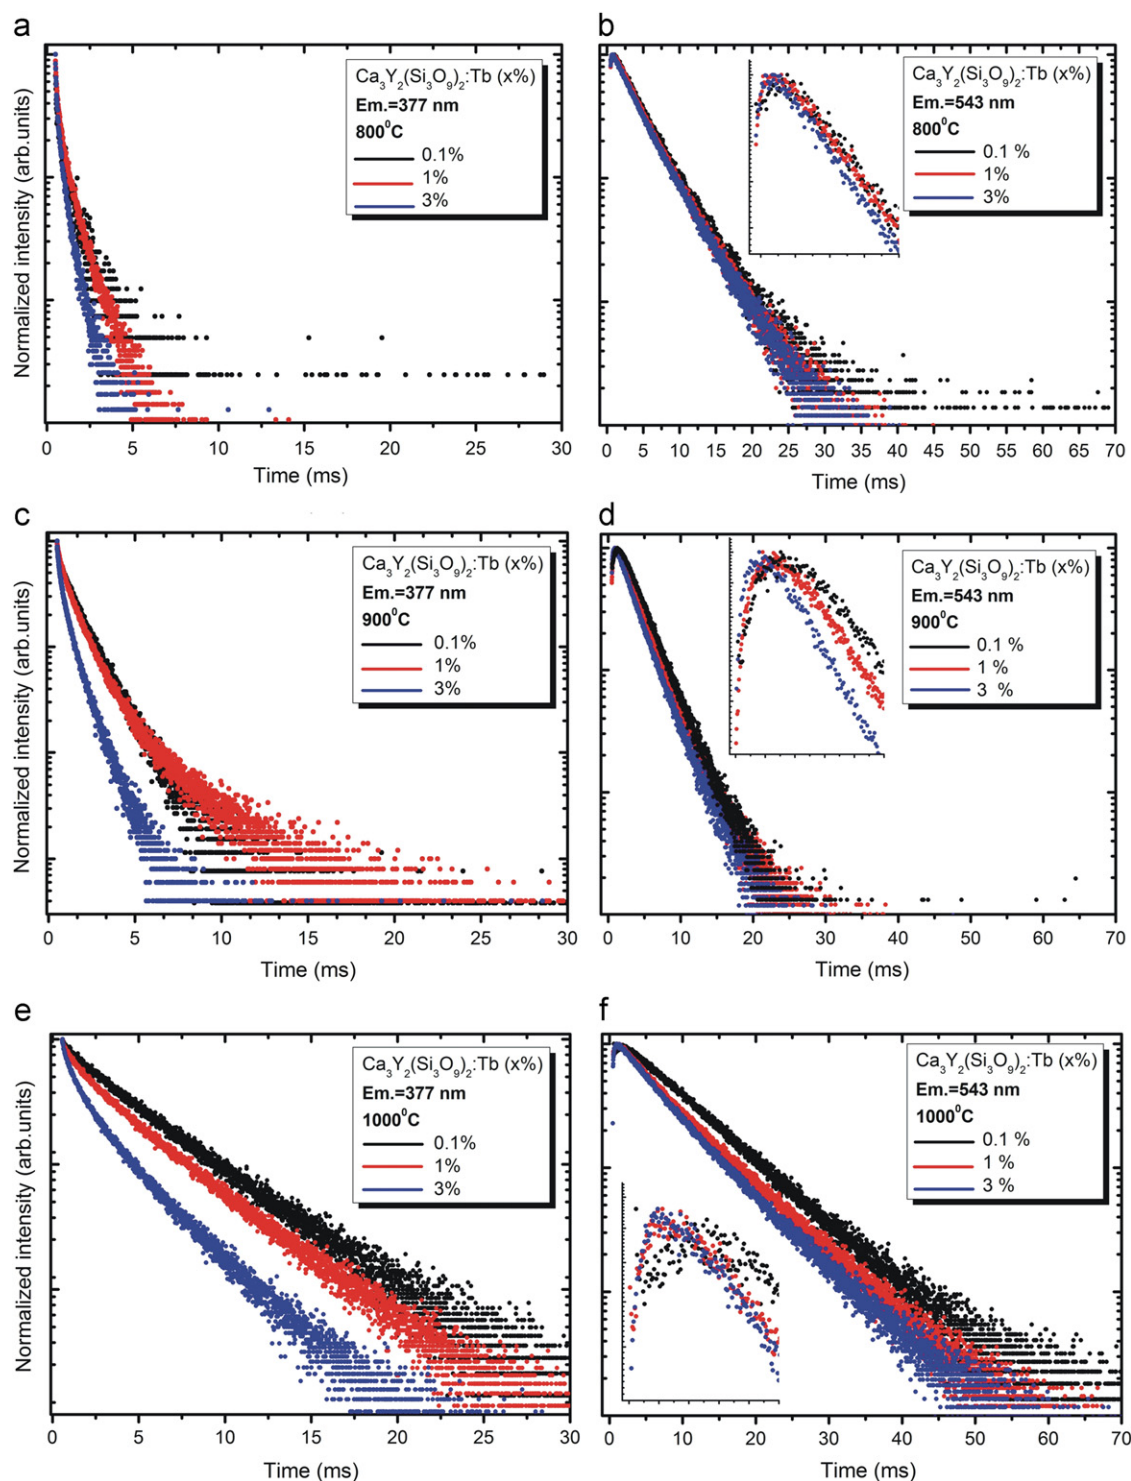 a
Ca₃Y₂(Si₃O₉)₂:Tb (x%)
Em.=377 nm
800⁰C
0.1%
1%
3%
Normalized intensity (arb.units)
0 5 10 15 20 25 30
Time (ms)
b
Ca₃Y₂(Si₃O₉)₂:Tb (x%)
Em.=543 nm
800⁰C
0.1 %
1%
3%
0 5 10 15 20 25 30 35 40 45 50 55 60 65 70
Time (ms)
c
Ca₃Y₂(Si₃O₉)₂:Tb (x%)
Em.=377 nm
900⁰C
0.1%
1%
3%
Normalized intensity (arb.units)
0 5 10 15 20 25 30
Time (ms)
d
Ca₃Y₂(Si₃O₉)₂:Tb (x%)
Em.=543 nm
900⁰C
0.1 %
1 %
3 %
0 10 20 30 40 50 60 70
Time (ms)
e
Ca₃Y₂(Si₃O₉)₂:Tb (x%)
Em.=377 nm
1000⁰C
0.1%
1%
3%
Normalized intensity (arb.units)
0 5 10 15 20 25 30
Time (ms)
f
Ca₃Y₂(Si₃O₉)₂:Tb (x%)
Em.=543 nm
1000⁰C
0.1 %
1 %
3 %
0 10 20 30 40 50 60 70
Time (ms)